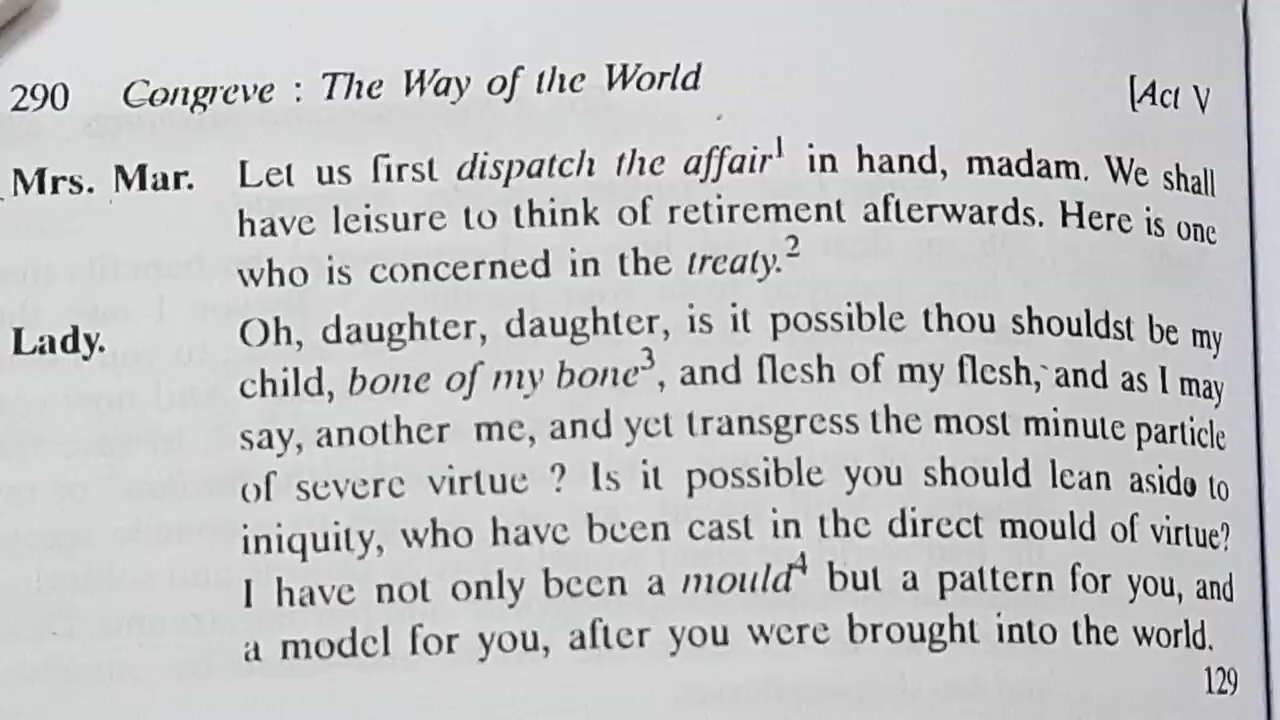 290 Congreve : The Way of the World [Act V
Mrs. Mar. Let us first dispatch the affair¹ in hand, madam. We shall
have leisure to think of retirement afterwards. Here is one
who is concerned in the treaty.²
Lady. Oh, daughter, daughter, is it possible thou shouldst be my
child, bone of my bone³, and flesh of my flesh, and as I may
say, another me, and yet transgress the most minute particle
of severe virtue ? Is it possible you should lean aside to
iniquity, who have been cast in the direct mould of virtue?
I have not only been a mould⁴ but a pattern for you, and
a model for you, after you were brought into the world.
129